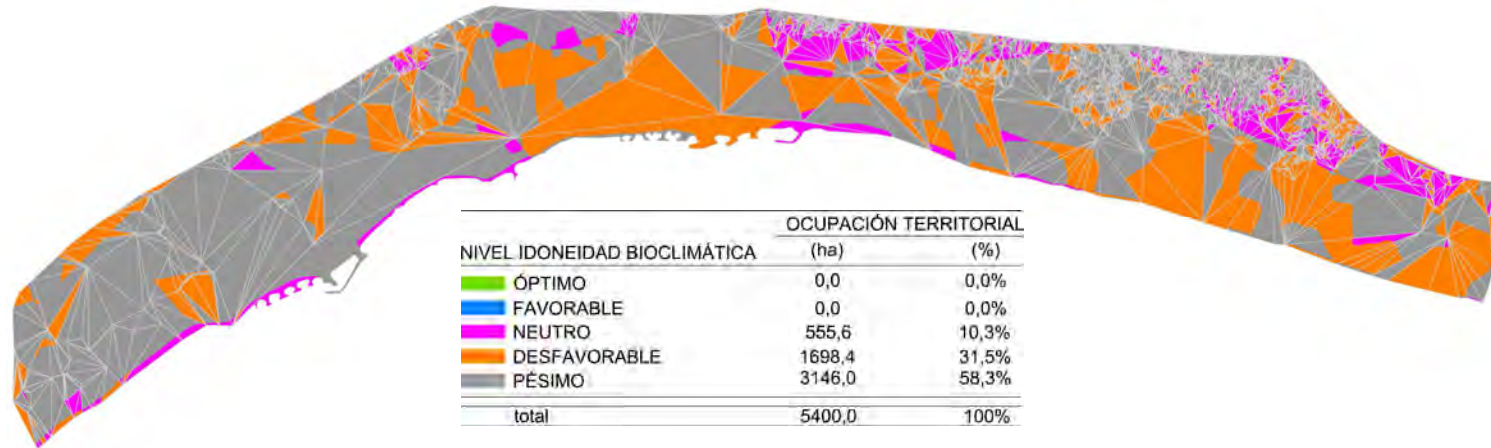 OCUPACIÓN TERRITORIAL
NIVEL IDONEIDAD BIOCLIMÁTICA (ha) (%)
ÓPTIMO 0,0 0,0%
FAVORABLE 0,0 0,0%
NEUTRO 555,6 10,3%
DESFAVORABLE 1698,4 31,5%
PÉSIMO 3146,0 58,3%
total 5400,0 100%